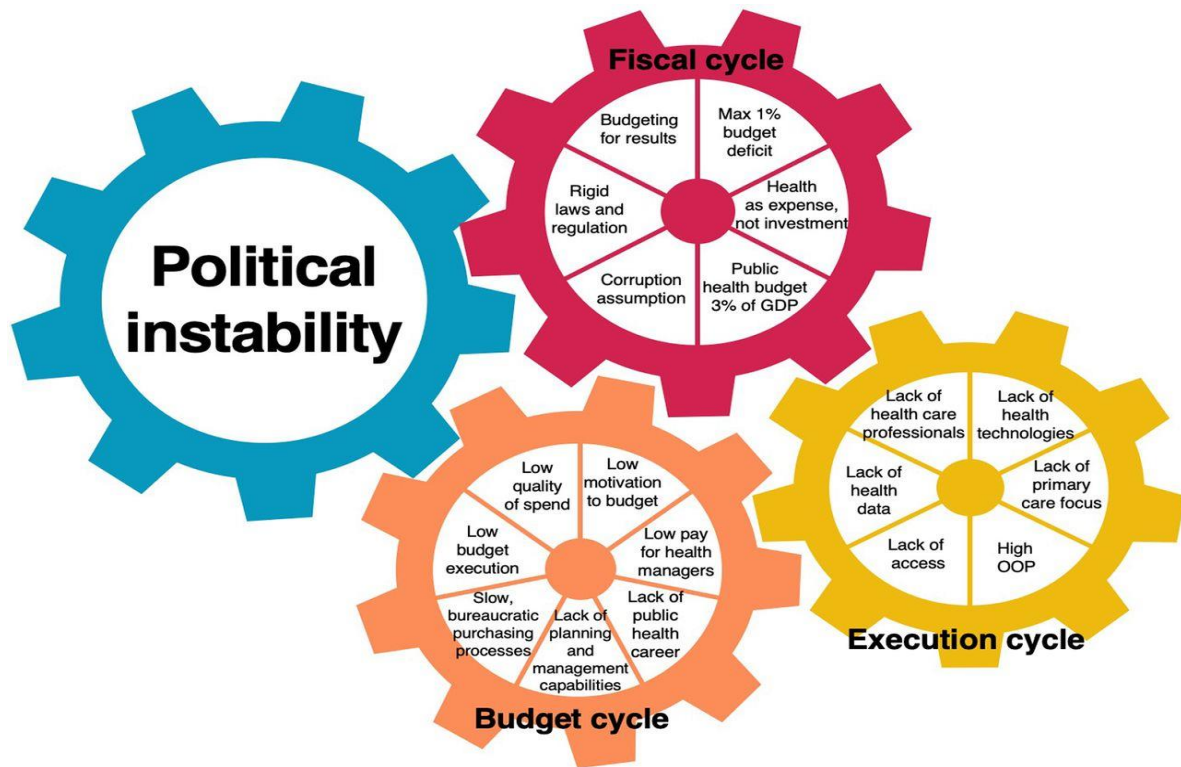 Political
instability
Fiscal cycle
Budgeting
for results
Max 1%
budget
deficit
Health
as expense,
not investment
Public
health budget
3% of GDP
Corruption
assumption
Rigid
laws and
regulation
Low
quality
of spend
Low
motivation
to budget
Low pay
for health
managers
Lack of
public
health
career
Lack of
planning
and
management
capabilities
Slow,
bureaucratic
purchasing
processes
Low
budget
execution
Budget cycle
Lack of
health care
professionals
Lack of
health
technologies
Lack of
primary
care focus
High
OOP
Lack of
access
Lack of
health
data
Execution cycle